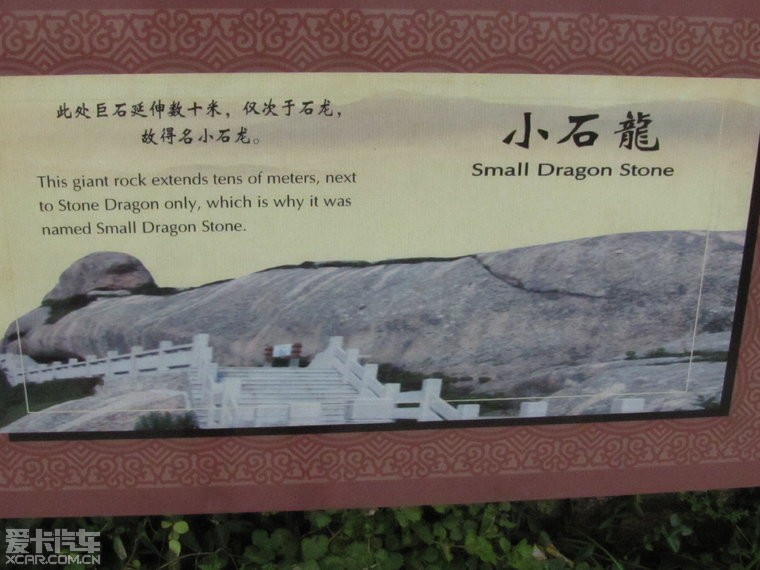 此处巨石延伸数十米，仅次于石龙，
故得名小石龙。
This giant rock extends tens of meters, next
to Stone Dragon only, which is why it was
named Small Dragon Stone.
小石龍
Small Dragon Stone
爱卡汽车
XCAR.COM.CN